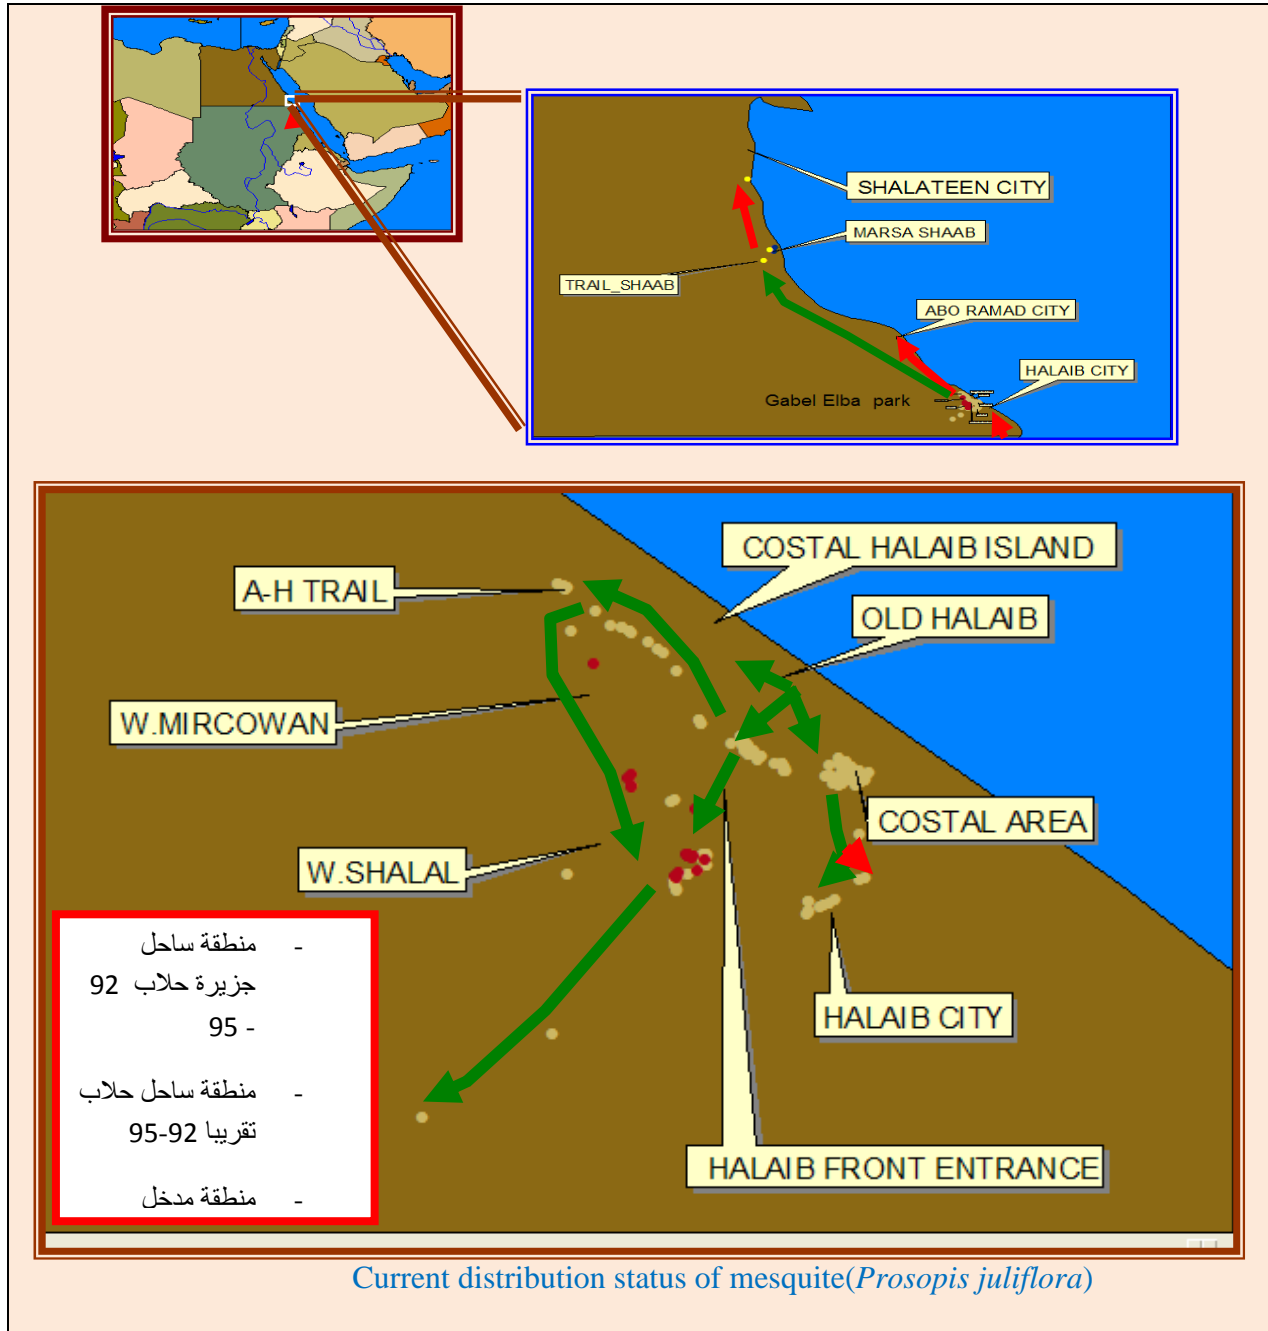 SHALATEEN CITY
MARSA SHAAB
TRAIL_SHAAB
ABO RAMAD CITY
HALAIB CITY
Gabel Elba park
COSTAL HALAIB ISLAND
A-H TRAIL
OLD HALAIB
W.MIRCOWAN
COSTAL AREA
W.SHALAL
HALAIB CITY
HALAIB FRONT ENTRANCE
- منطقة ساحل
جزيرة حلاب 92
- 95
- منطقة ساحل حلاب
تقريبا 92-95
- منطقة مدخل
Current distribution status of mesquite(Prosopis juliflora)